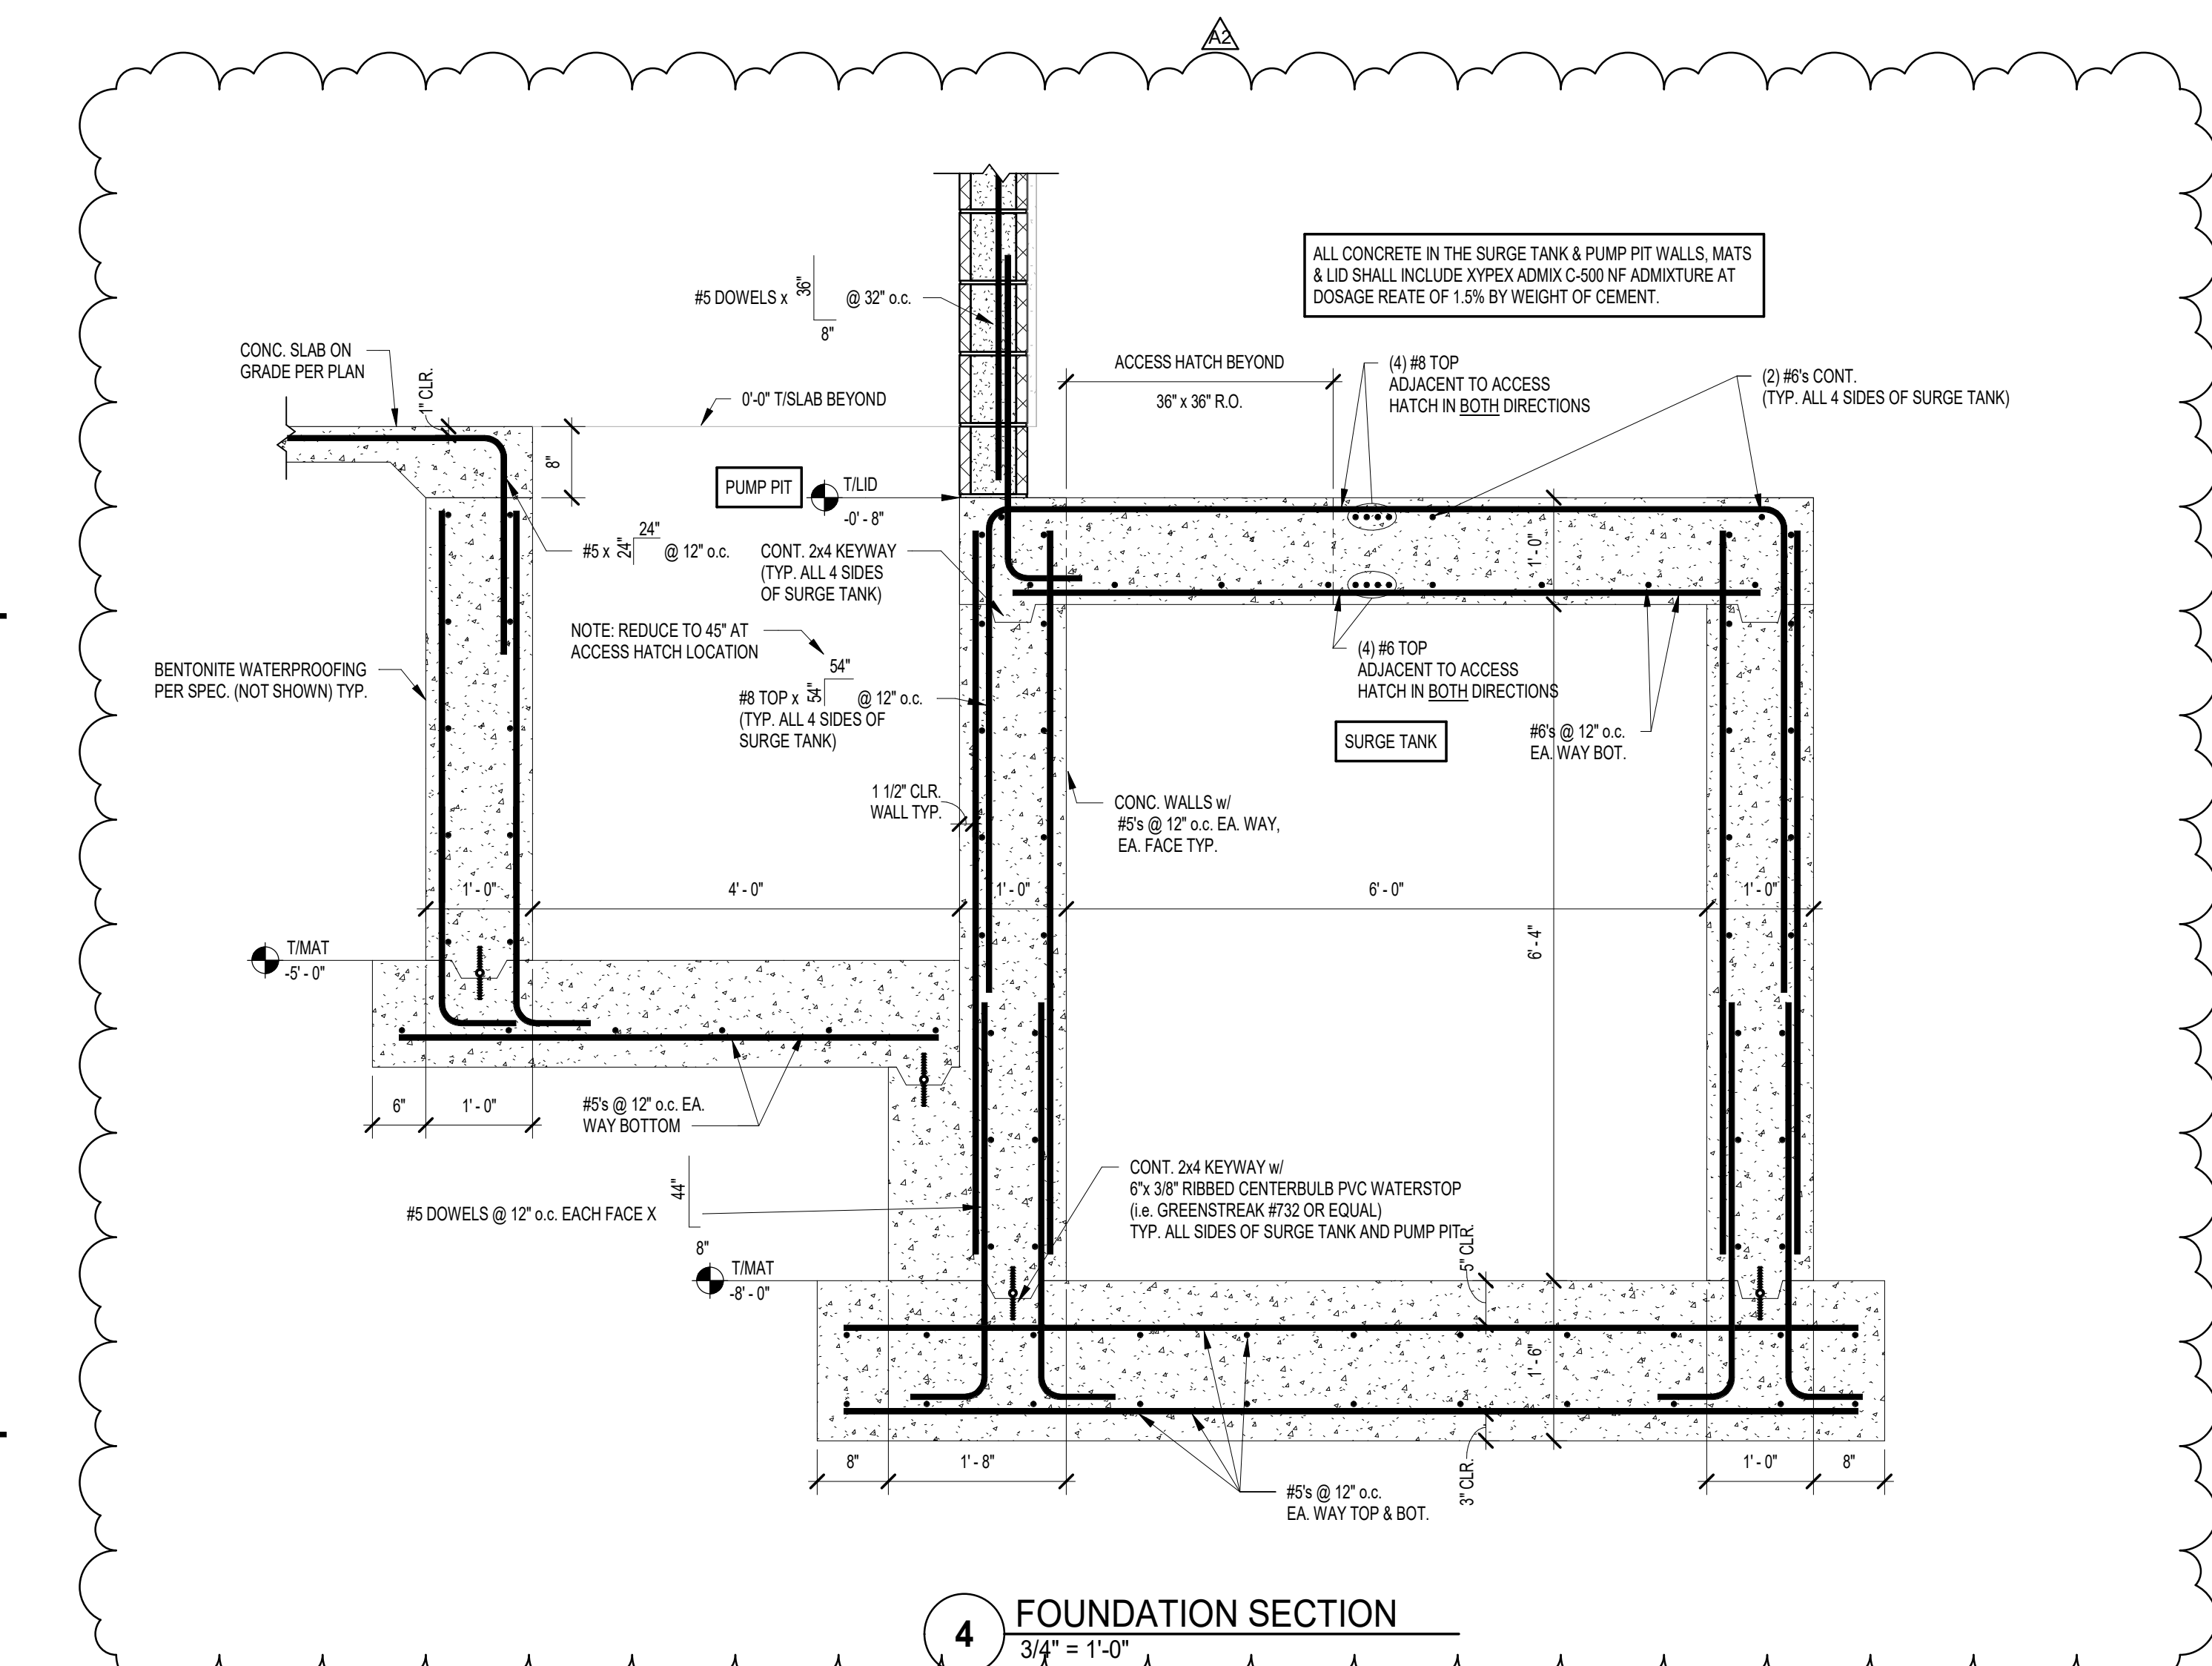 A2
ALL CONCRETE IN THE SURGE TANK & PUMP PIT WALLS, MATS
& LID SHALL INCLUDE XYPEX ADMIX C-500 NF ADMIXTURE AT
DOSAGE REATE OF 1.5% BY WEIGHT OF CEMENT.
#5 DOWELS x
36"
8"
@ 32" o.c.
CONC. SLAB ON
GRADE PER PLAN
1" CLR.
0'-0" T/SLAB BEYOND
ACCESS HATCH BEYOND
36" x 36" R.O.
(4) #8 TOP
ADJACENT TO ACCESS
HATCH IN BOTH DIRECTIONS
(2) #6's CONT.
(TYP. ALL 4 SIDES OF SURGE TANK)
8"
PUMP PIT
T/LID
-0' - 8"
#5 x
24"
24"
@ 12" o.c.
CONT. 2x4 KEYWAY
(TYP. ALL 4 SIDES
OF SURGE TANK)
1' - 0"
NOTE: REDUCE TO 45" AT
ACCESS HATCH LOCATION
BENTONITE WATERPROOFING
PER SPEC. (NOT SHOWN) TYP.
#8 TOP x
54"
54"
@ 12" o.c.
(TYP. ALL 4 SIDES OF
SURGE TANK)
(4) #6 TOP
ADJACENT TO ACCESS
HATCH IN BOTH DIRECTIONS
SURGE TANK
#6's @ 12" o.c.
EA. WAY BOT.
1 1/2" CLR.
WALL TYP.
CONC. WALLS w/
#5's @ 12" o.c. EA. WAY,
EA. FACE TYP.
1' - 0"
4' - 0"
1' - 0"
6' - 0"
1' - 0"
6' - 4"
T/MAT
-5' - 0"
6"
1' - 0"
#5's @ 12" o.c. EA.
WAY BOTTOM
#5 DOWELS @ 12" o.c. EACH FACE X
44"
8"
CONT. 2x4 KEYWAY w/
6"x 3/8" RIBBED CENTERBULB PVC WATERSTOP
(i.e. GREENSTREAK #732 OR EQUAL)
TYP. ALL SIDES OF SURGE TANK AND PUMP PIT
5" CLR.
T/MAT
-8' - 0"
1' - 6"
8"
1' - 8"
3" CLR.
1' - 0"
8"
#5's @ 12" o.c.
EA. WAY TOP & BOT.
4
FOUNDATION SECTION
3/4" = 1'-0"